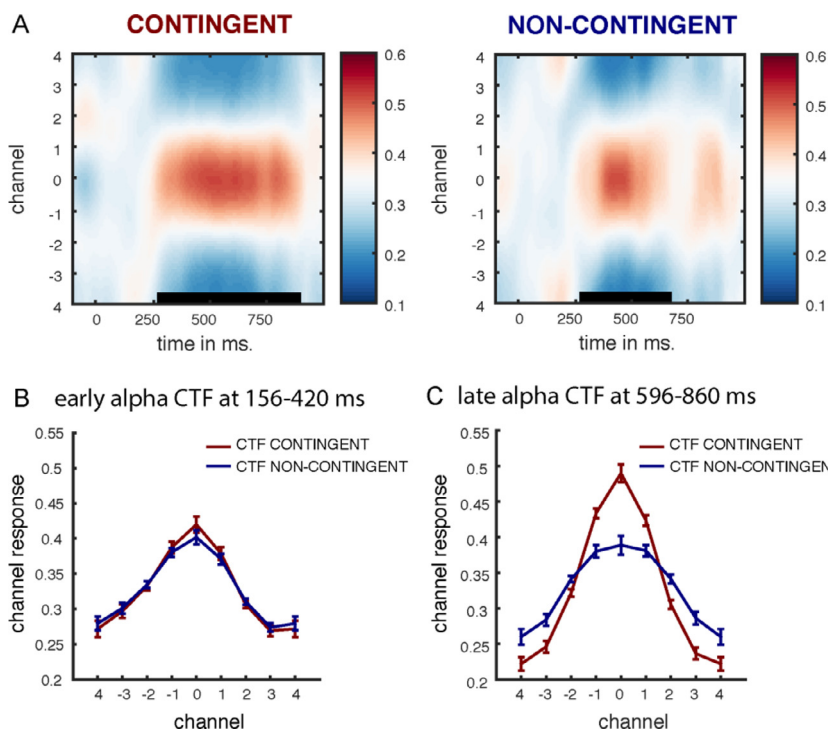 A
CONTINGENT
NON-CONTINGENT
channel
4
3
2
1
0
-1
-2
-3
4
0
250
500
750
time in ms.
0.6
0.5
0.4
0.3
0.2
0.1
channel
4
3
2
1
0
-1
-2
-3
4
0
250
500
750
time in ms.
0.6
0.5
0.4
0.3
0.2
0.1
B early alpha CTF at 156-420 ms
CTF CONTINGENT
CTF NON-CONTINGENT
channel response
0.55
0.5
0.45
0.4
0.35
0.3
0.25
0.2
4 -3 -2 -1 0 1 2 3 4
channel
C late alpha CTF at 596-860 ms
CTF CONTINGENT
CTF NON-CONTINGEN
channel response
0.55
0.5
0.45
0.4
0.35
0.3
0.25
0.2
4 -3 -2 -1 0 1 2 3 4
channel